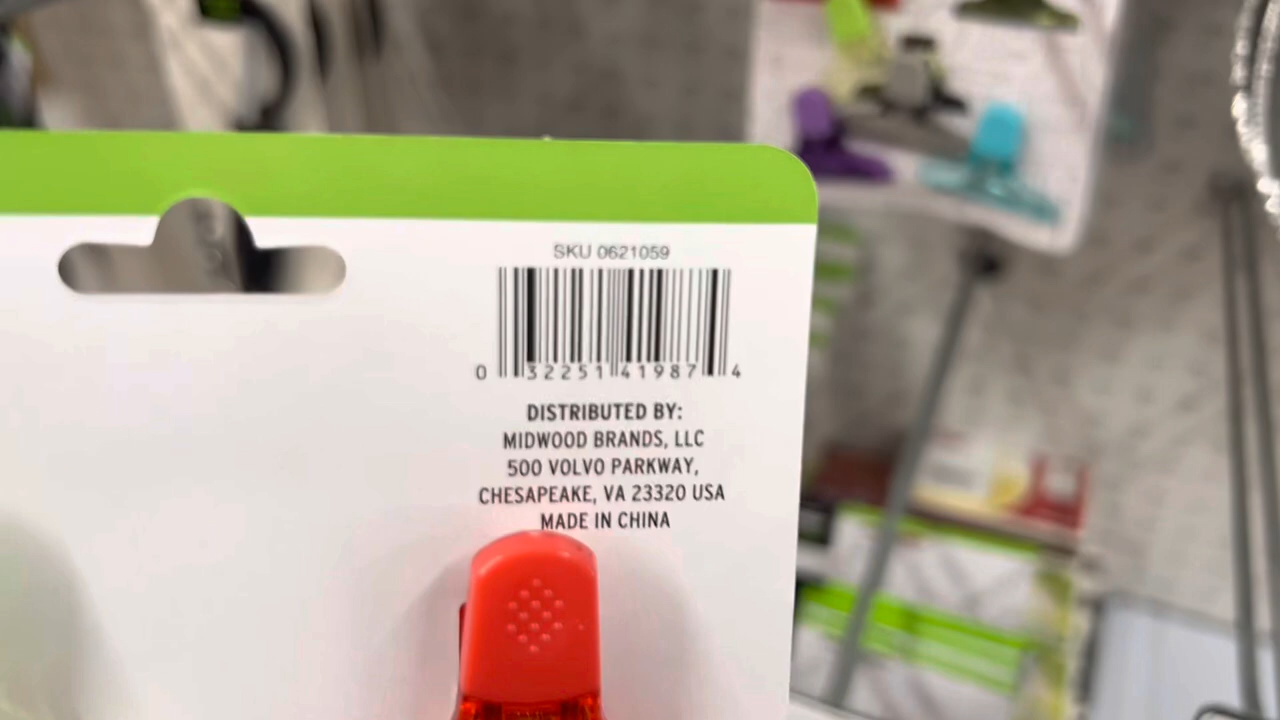 SKU 0621059
0 32251 41987 4
DISTRIBUTED BY:
MIDWOOD BRANDS, LLC
500 VOLVO PARKWAY,
CHESAPEAKE, VA 23320 USA
MADE IN CHINA